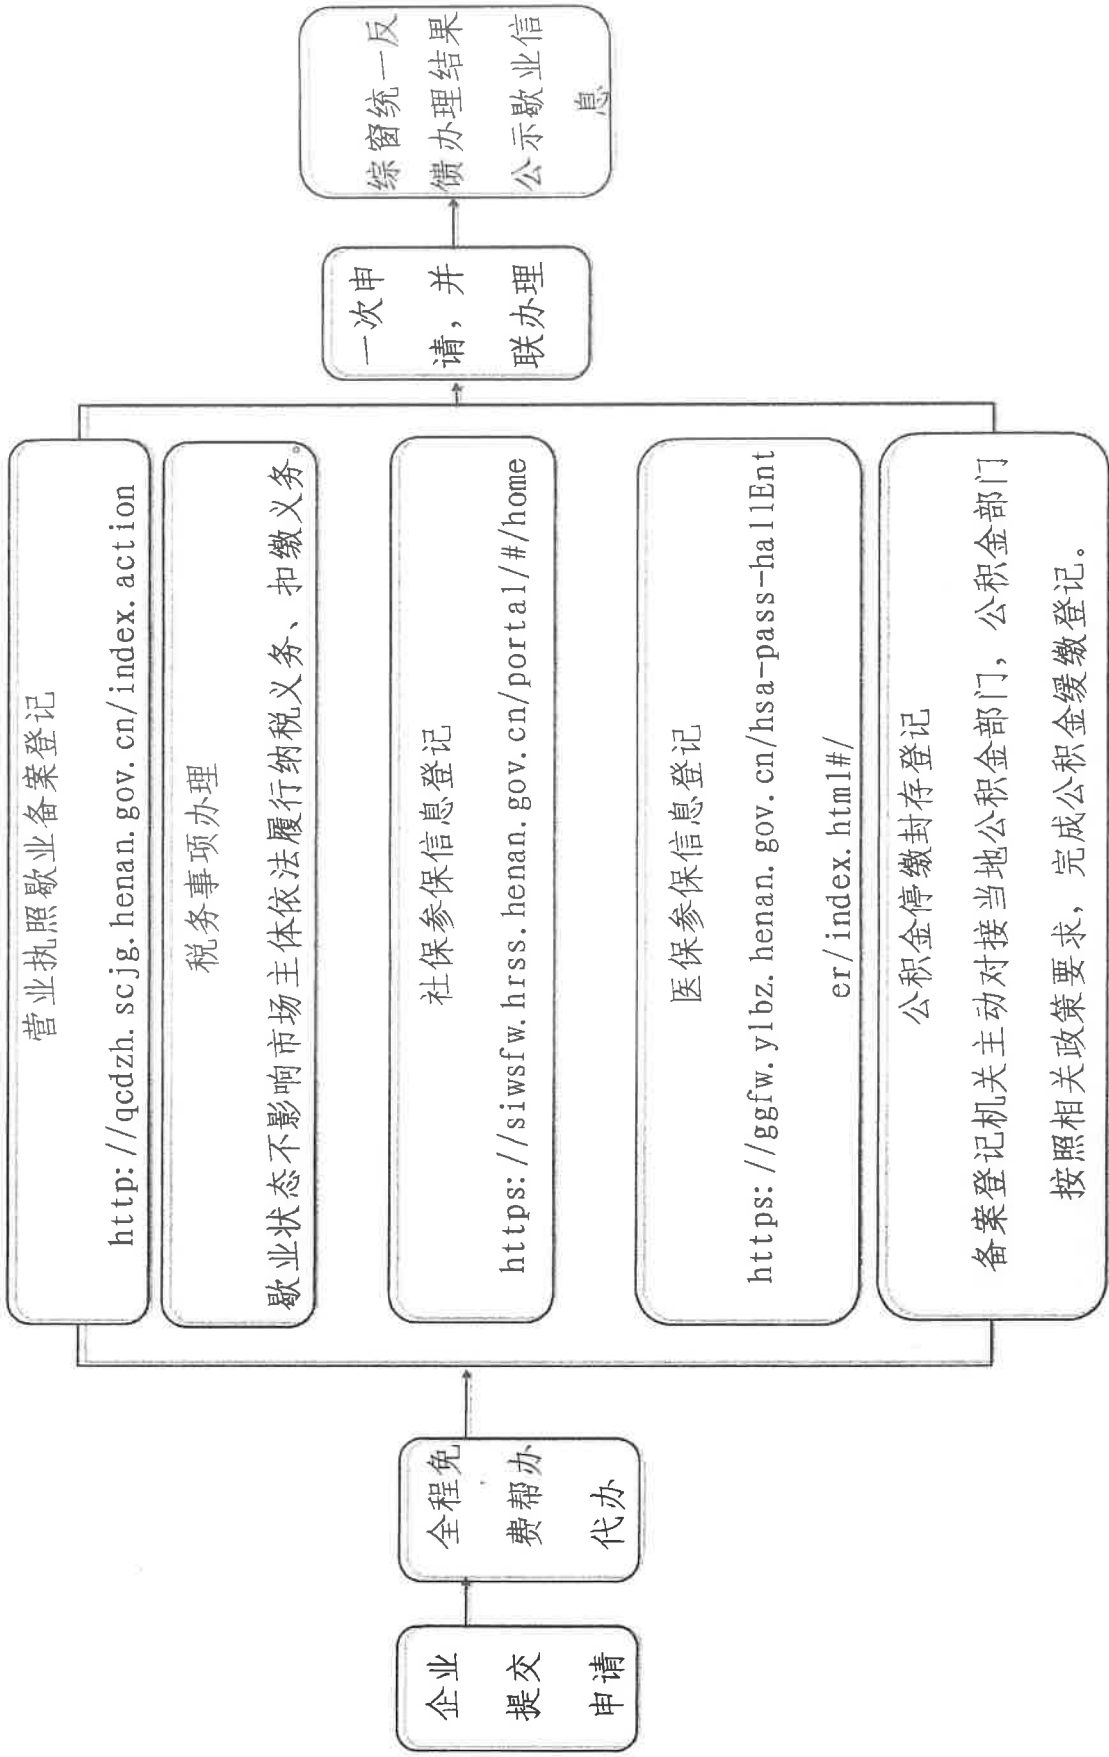 企业
提交
申请
全程免
费帮办
代办
营业执照歇业备案登记
http://qcdzh.scjg.henan.gov.cn/index.action
税务事项办理
歇业状态不影响市场主体依法履行纳税义务、扣缴义务。
社保参保信息登记
https://siwsfw.hrss.henan.gov.cn/portal/#/home
医保参保信息登记
https://ggfw.ylbz.henan.gov.cn/hsa-pass-hallEnt
er/index.html#/
公积金停缴封存登记
备案登记机关主动对接当地公积金部门，公积金部门
按照相关政策要求，完成公积金缓缴登记。
一次申
请，并
联办理
综窗统一反
馈办理结果
公示歇业信
息